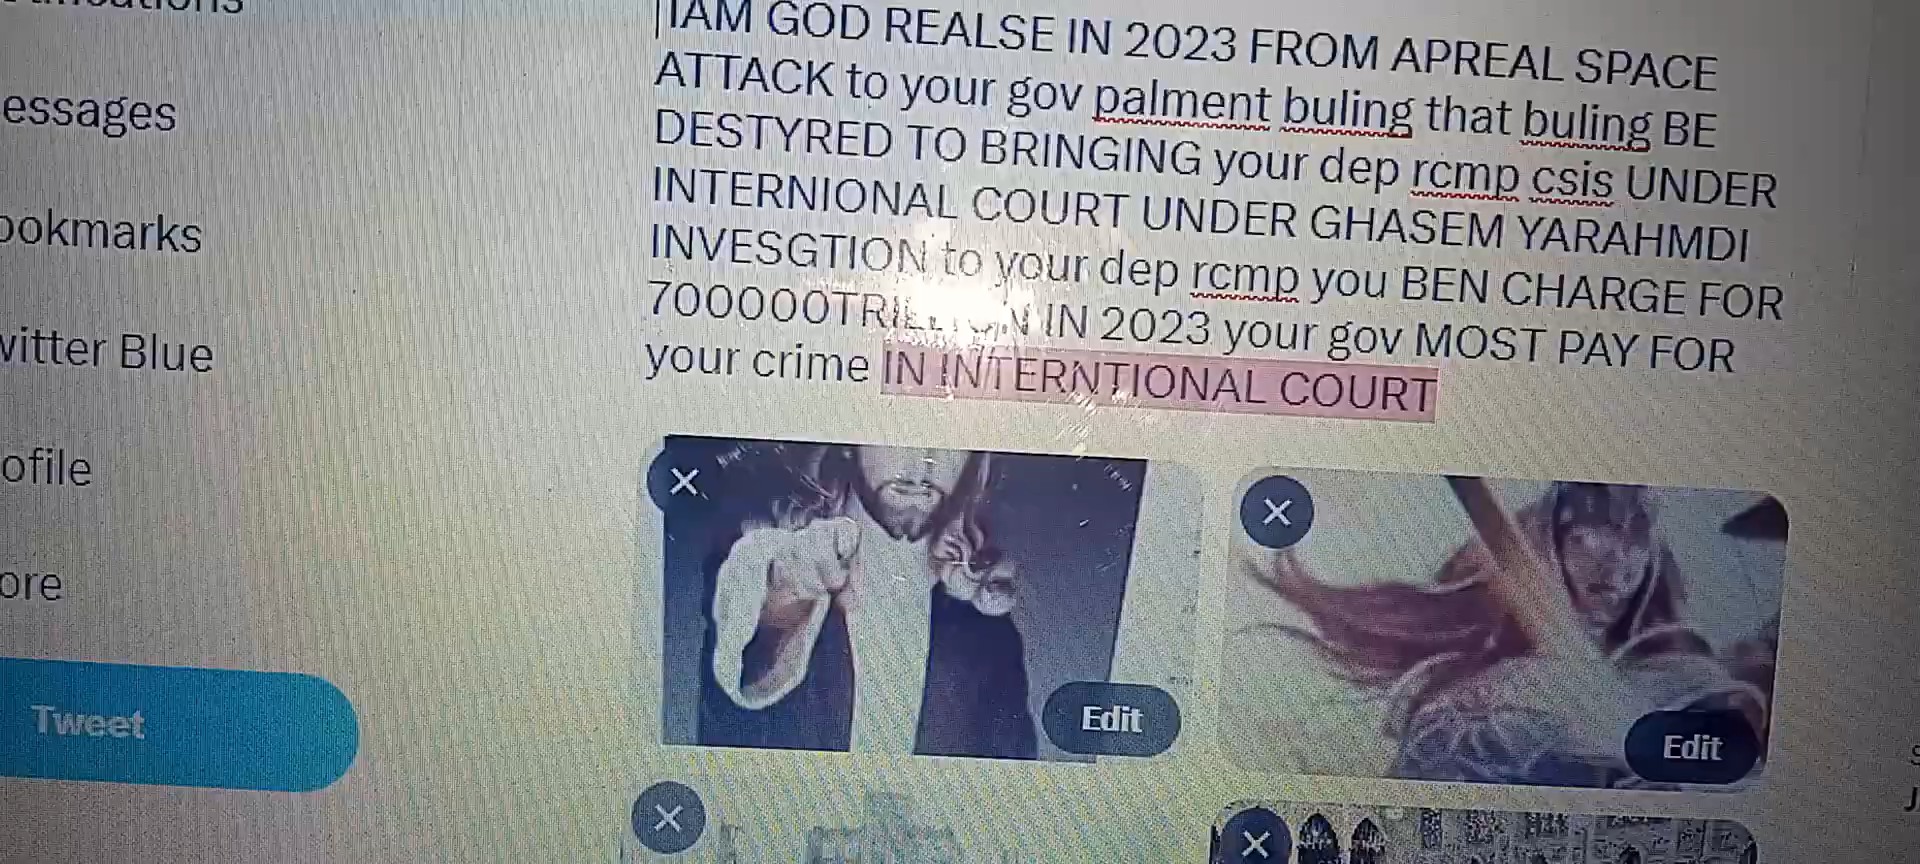 IAM GOD REALSE IN 2023 FROM APREAL SPACE
ATTACK to your gov palment buling that buling BE
DESTYRED TO BRINGING your dep rcmp csis UNDER
INTERNIONAL COURT UNDER GHASEM YARAHMDI
INVESGTION to your dep rcmp you BEN CHARGE FOR
700000TRILLION IN 2023 your gov MOST PAY FOR
your crime IN INTERNTIONAL COURT
essages
ookmarks
witter Blue
ofile
ore
Tweet
Edit
Edit